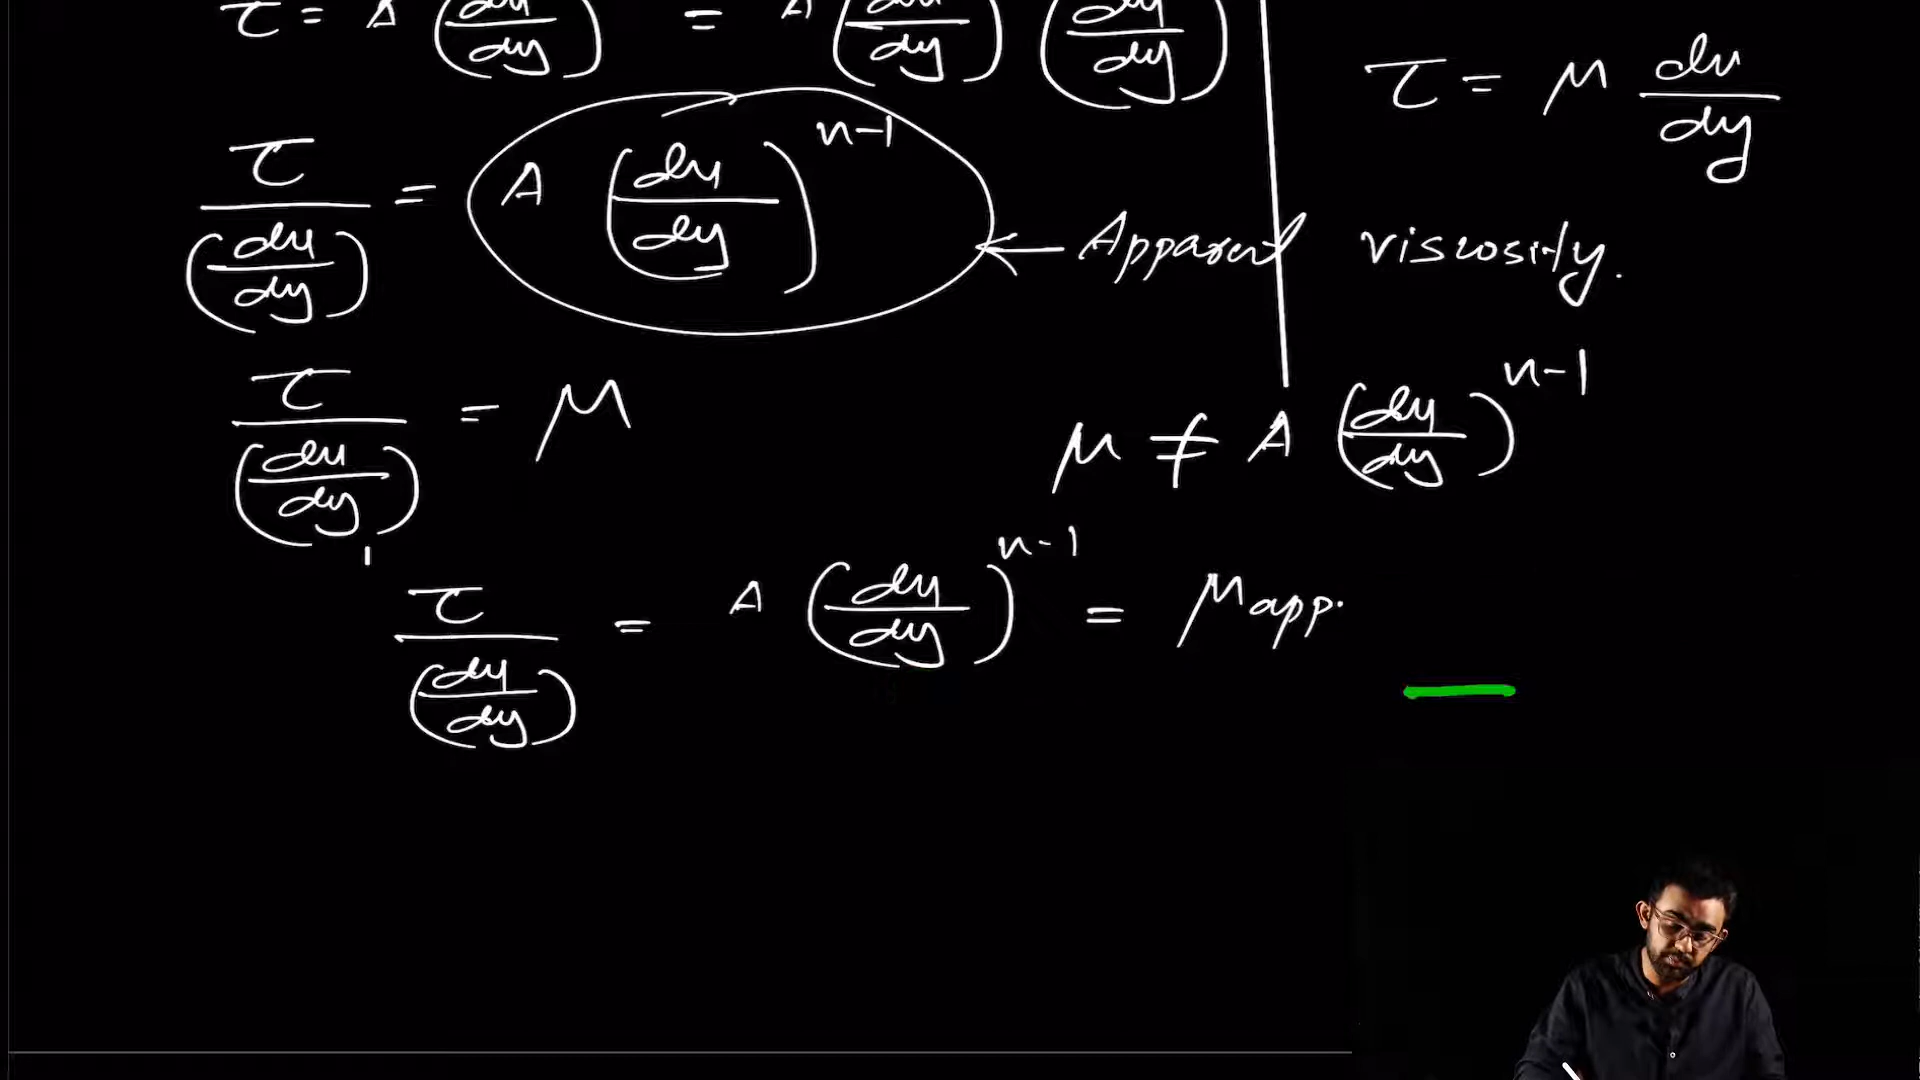 τ = A (du/dy) = A (du/dy) (du/dy)
τ = μ du/dy
τ/(du/dy) = A (du/dy)^n-1 ← Apparent viscosity.
τ/(du/dy) = μ
μ ≠ A (du/dy)^n-1
τ/(du/dy) = A (du/dy)^n-1 = μapp.